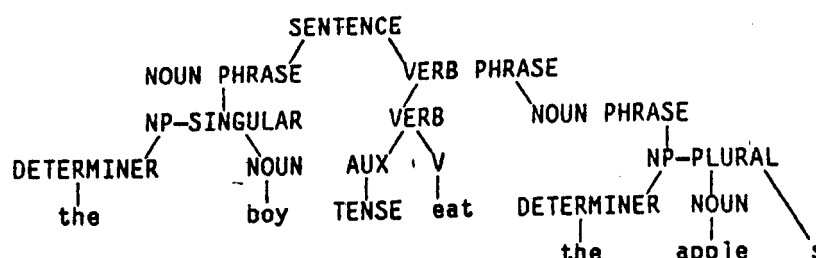 SENTENCE
NOUN PHRASE VERB PHRASE
NP-SINGULAR VERB NOUN PHRASE
DETERMINER NOUN AUX V NP-PLURAL
the boy TENSE eat DETERMINER NOUN
the apple s